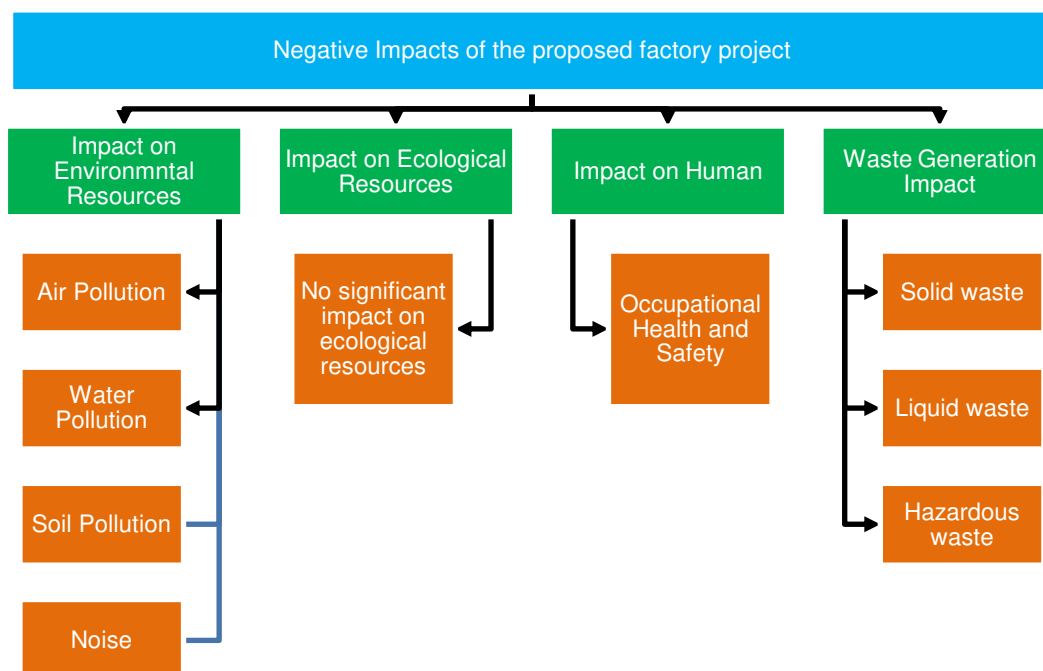 Negative Impacts of the proposed factory project
Impact on
Environmntal
Resources
Impact on Ecological
Resources
Impact on Human
Waste Generation
Impact
Air Pollution
Water
Pollution
Soil Pollution
Noise
No significant
impact on
ecological
resources
Occupational
Health and
Safety
Solid waste
Liquid waste
Hazardous
waste